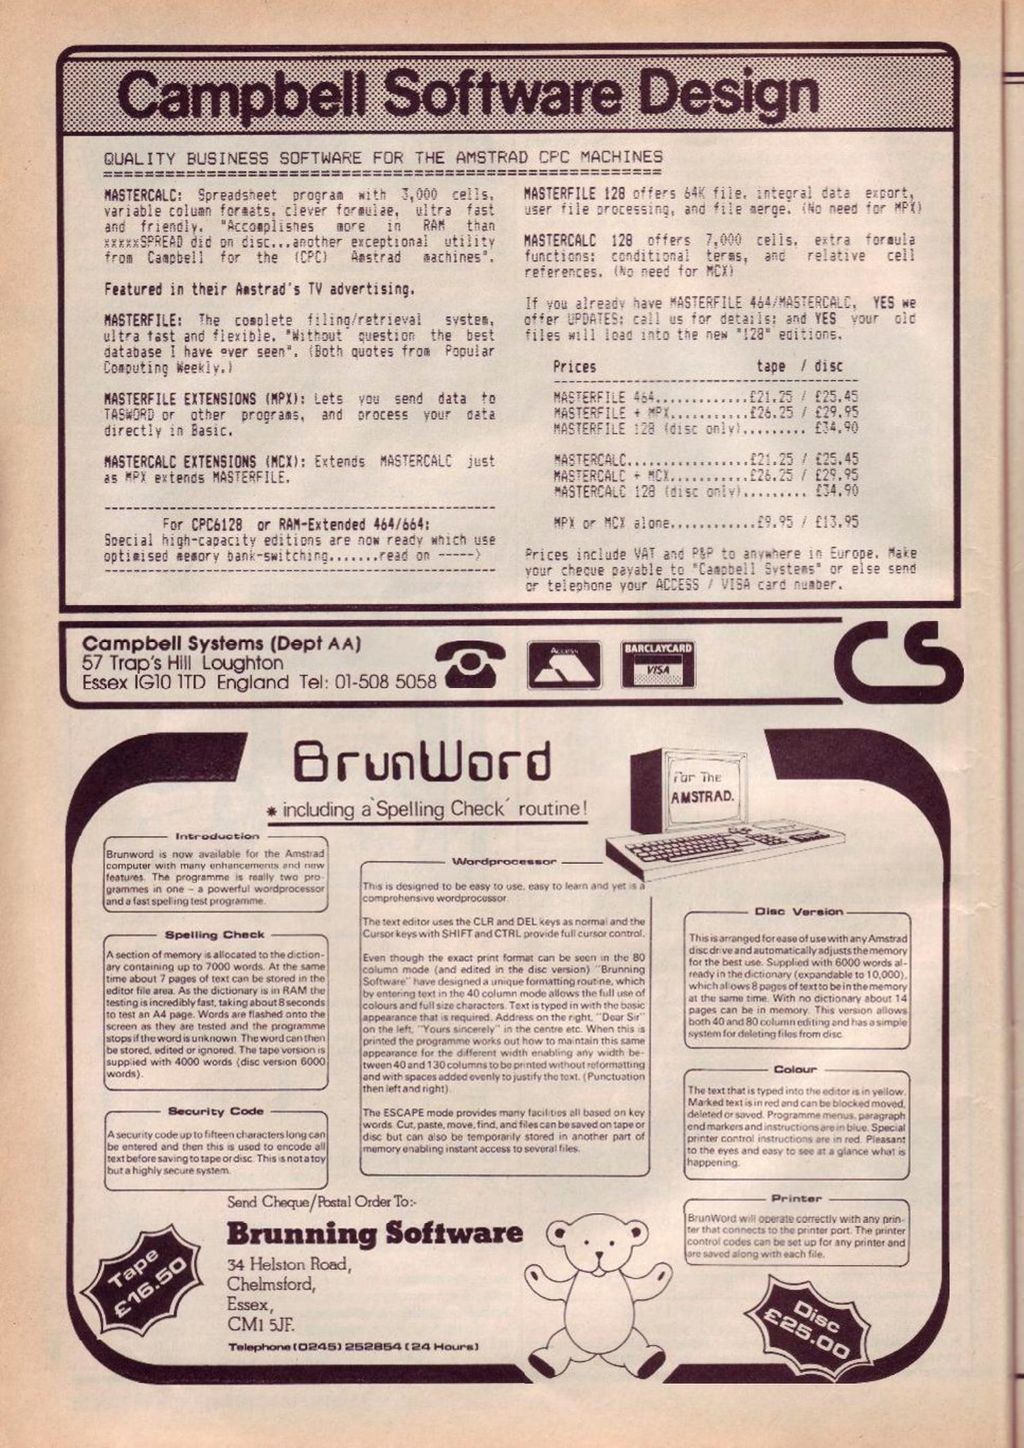 Campbell Software Design
QUALITY BUSINESS SOFTWARE FOR THE AMSTRAD CPC MACHINES
MASTERCALC: Spreadsheet program with 3,000 cells,
variable column formats, clever formulae, ultra fast
and friendly. "Accomplishes more in RAM than
xxxxxSPREAD did on disc...another exceptional utility
from Campbell for the (CPC) Amstrad machines".
Featured in their Amstrad's TV advertising.
MASTERFILE: The complete filing/retrieval system,
ultra fast and flexible. "Without question the best
database I have ever seen". (Both quotes from Popular
Computing Weekly.)
MASTERFILE EXTENSIONS (MPX): Lets you send data to
TASWORD or other programs, and process your data
directly in Basic.
MASTERCALC EXTENSIONS (MCX): Extends MASTERCALC just
as MPX extends MASTERFILE.
For CPC6128 or RAM-Extended 464/664:
Special high-capacity editions are now ready which use
optimised memory bank-switching.......read on ----->
MASTERFILE 128 offers 64K file, integral data export,
user file processing, and file merge. (No need for MPX)
MASTERCALC 128 offers 7,000 cells, extra formula
functions: conditional terms, and relative cell
references. (No need for MCX)
If you already have MASTERFILE 464/MASTERCALC, YES we
offer UPDATES: call us for details: and YES your old
files will load into the new "128" editions.
Prices tape / disc
MASTERFILE 464.............£21.25 / £25.45
MASTERFILE + MPX...........£26.25 / £29.95
MASTERFILE 128 (disc only)......... £34.90
MASTERCALC.................£21.25 / £25.45
MASTERCALC + MCX...........£26.25 / £29.95
MASTERCALC 128 (disc only)......... £34.90
MPX or MCX alone............£9.95 / £13.95
Prices include VAT and P&P to anywhere in Europe. Make
your cheque payable to "Campbell Systems" or else send
or telephone your ACCESS / VISA card number.
Campbell Systems (Dept AA)
57 Trap's Hill Loughton
Essex IG10 1TD England Tel: 01-508 5058
Access
BARCLAYCARD
VISA
CS
BrunWord
* including a 'Spelling Check' routine!
For The
AMSTRAD.
Introduction
Brunword is now available for the Amstrad
computer with many enhancements and new
features. The programme is really two pro-
grammes in one – a powerful wordprocessor
and a fast spelling test programme.
Spelling Check
A section of memory is allocated to the diction-
ary containing up to 7000 words. At the same
time about 7 pages of text can be stored in the
editor file area. As the dictionary is in RAM the
testing is incredibly fast, taking about 8 seconds
to test an A4 page. Words are flashed onto the
screen as they are tested and the programme
stops if the word is unknown. The word can then
be stored, edited or ignored. The tape version is
supplied with 4000 words (disc version 6000
words).
Security Code
A security code up to fifteen characters long can
be entered and then this is used to encode all
text before saving to tape or disc. This is not a toy
but a highly secure system.
Wordprocessor
This is designed to be easy to use, easy to learn and yet is a
comprehensive wordprocessor.
The text editor uses the CLR and DEL keys as normal and the
Cursor keys with SHIFT and CTRL provide full cursor control.
Even though the exact print format can be seen in the 80
column mode (and edited in the disc version) "Brunning
Software" have designed a unique formatting routine, which
by entering text in the 40 column mode allows the full use of
colours and full size characters. Text is typed in with the basic
appearance that is required. Address on the right, "Dear Sir"
on the left, "Yours sincerely" in the centre etc. When this is
printed the programme works out how to maintain this same
appearance for the different width enabling any width be-
tween 40 and 130 columns to be printed without reformatting
and with spaces added evenly to justify the text. (Punctuation
then left and right).
The ESCAPE mode provides many facilities all based on key
words. Cut, paste, move, find, and files can be saved on tape or
disc but can also be temporarily stored in another part of
memory enabling instant access to several files.
Disc Version
This is arranged for ease of use with any Amstrad
disc drive and automatically adjusts the memory
for the best use. Supplied with 6000 words al-
ready in the dictionary (expandable to 10,000),
which allows 8 pages of text to be in the memory
at the same time. With no dictionary about 14
pages can be in memory. This version allows
both 40 and 80 column editing and has a simple
system for deleting files from disc.
Colour
The text that is typed into the editor is in yellow.
Marked text is in red and can be blocked moved,
deleted or saved. Programme menus, paragraph
end markers and instructions are in blue. Special
printer control instructions are in red. Pleasant
to the eyes and easy to see at a glance what is
happening.
Printer
BrunWord will operate correctly with any prin-
ter that connects to the printer port. The printer
control codes can be set up for any printer and
are saved along with each file.
Send Cheque/Postal Order To:-
Brunning Software
34 Helston Road,
Chelmsford,
Essex,
CM1 5JF.
Telephone (0245) 252854 (24 Hours)
Tape
£16.50
Disc
£25.00